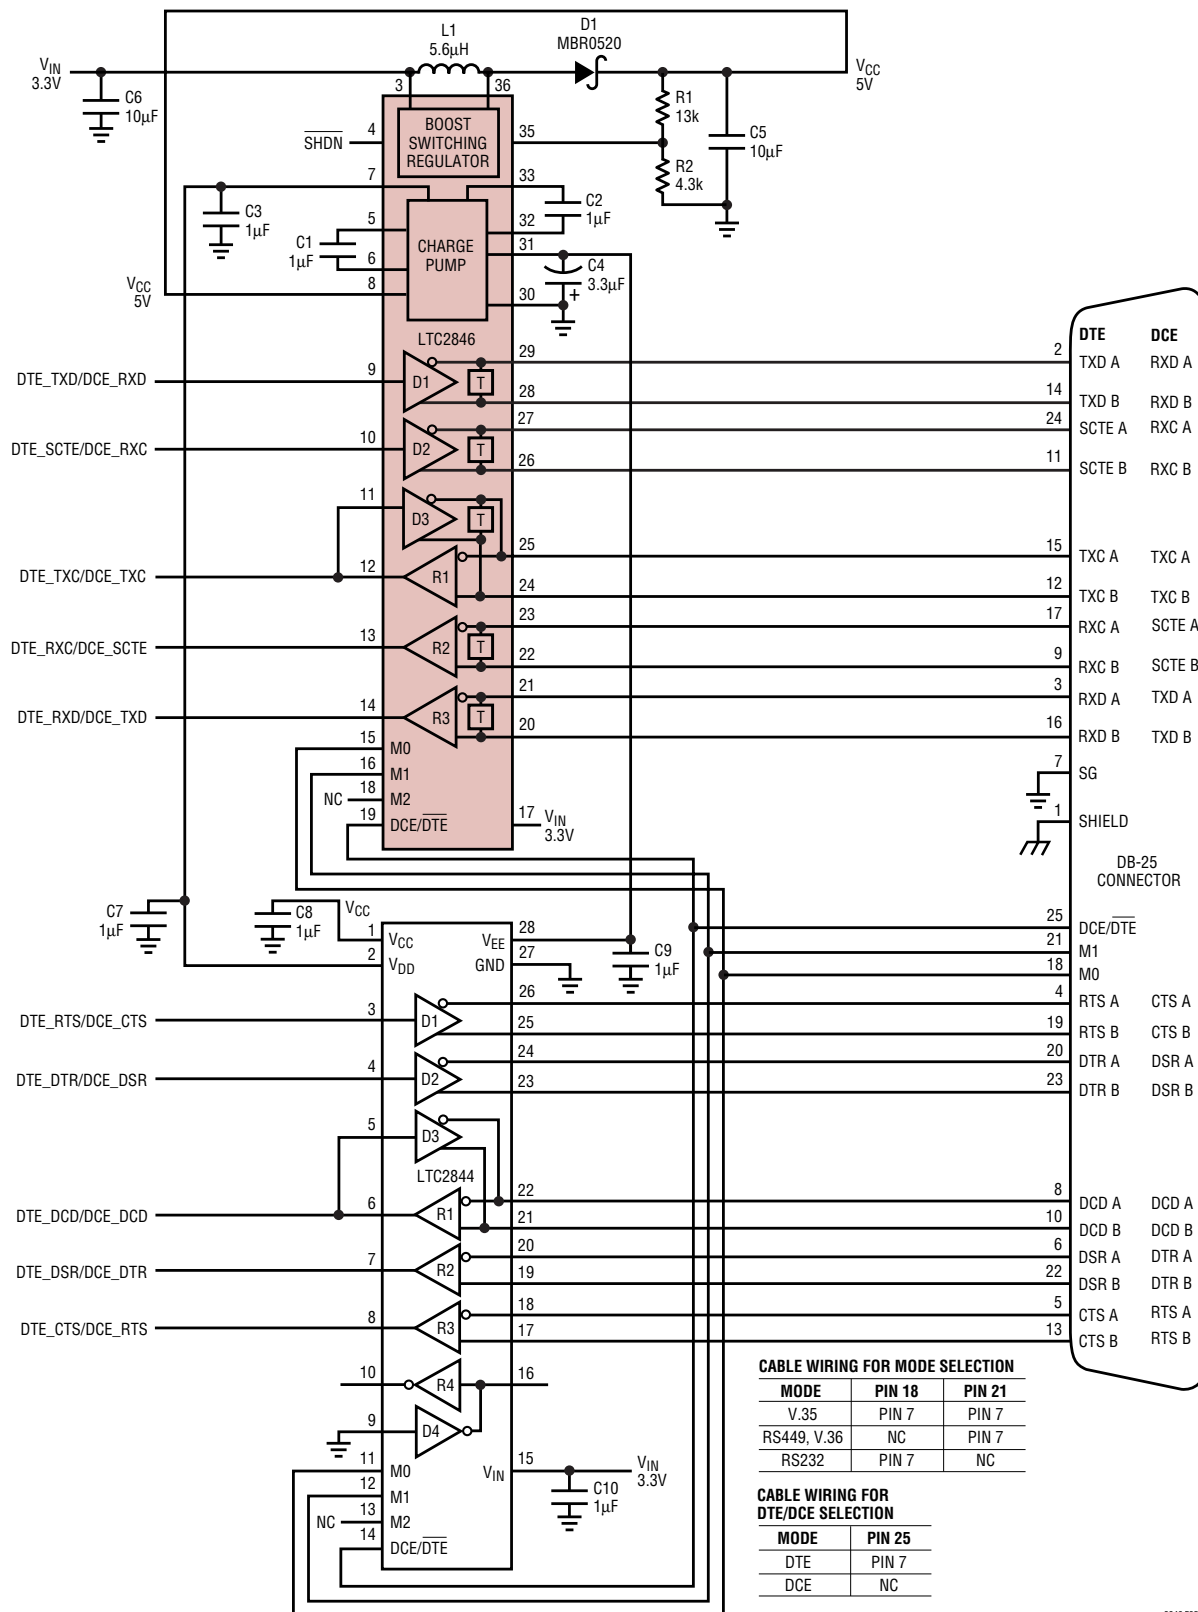 L1
5.6µH
D1
MBR0520
VIN
3.3V
C6
10µF
3
36
R1
13k
VCC
5V
C5
10µF
R2
4.3k
SHDN
4
BOOST
SWITCHING
REGULATOR
35
7
33
C3
1µF
C2
1µF
5
32
C1
1µF
CHARGE
PUMP
31
6
C4
3.3µF
+
VCC
5V
8
30
LTC2846
DTE
DCE
DTE_TXD/DCE_RXD
9
D1
T
29
2
TXD A
RXD A
28
14
TXD B
RXD B
DTE_SCTE/DCE_RXC
10
D2
T
27
24
SCTE A
RXC A
26
11
SCTE B
RXC B
11
D3
T
DTE_TXC/DCE_TXC
12
R1
25
15
TXC A
TXC A
24
12
TXC B
TXC B
DTE_RXC/DCE_SCTE
13
R2
T
23
17
RXC A
SCTE A
22
9
RXC B
SCTE B
DTE_RXD/DCE_TXD
14
R3
T
21
3
RXD A
TXD A
20
16
RXD B
TXD B
15
M0
16
M1
NC
18
M2
19
DCE/DTE
17
VIN
3.3V
7
SG
1
SHIELD
DB-25
CONNECTOR
C7
1µF
C8
1µF
VCC
1
VCC
2
VDD
VEE
28
GND
27
C9
1µF
25
DCE/DTE
21
M1
18
M0
DTE_RTS/DCE_CTS
3
D1
26
4
RTS A
CTS A
25
19
RTS B
CTS B
DTE_DTR/DCE_DSR
4
D2
24
20
DTR A
DSR A
23
23
DTR B
DSR B
5
D3
LTC2844
DTE_DCD/DCE_DCD
6
R1
22
8
DCD A
DCD A
21
10
DCD B
DCD B
DTE_DSR/DCE_DTR
7
R2
20
6
DSR A
DTR A
19
22
DSR B
DTR B
DTE_CTS/DCE_RTS
8
R3
18
5
CTS A
RTS A
17
13
CTS B
RTS B
10
R4
16
9
D4
11
M0
12
M1
NC
13
M2
14
DCE/DTE
VIN
15
VIN
3.3V
C10
1µF
CABLE WIRING FOR MODE SELECTION
MODE PIN 18 PIN 21
V.35 PIN 7 PIN 7
RS449, V.36 NC PIN 7
RS232 PIN 7 NC
CABLE WIRING FOR
DTE/DCE SELECTION
MODE PIN 25
DTE PIN 7
DCE NC